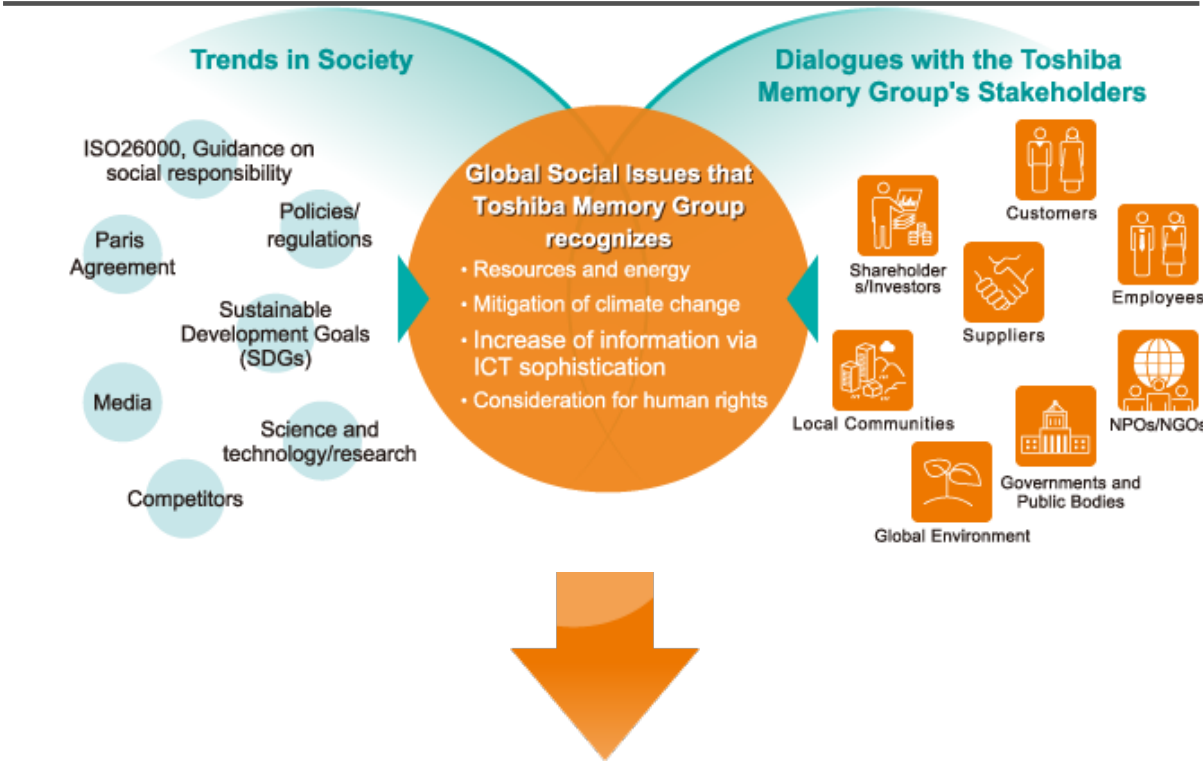 Trends in Society
ISO26000, Guidance on
social responsibility
Policies/
regulations
Paris
Agreement
Sustainable
Development Goals
(SDGs)
Media
Science and
technology/research
Competitors
Global Social Issues that
Toshiba Memory Group
recognizes
• Resources and energy
• Mitigation of climate change
• Increase of information via
ICT sophistication
• Consideration for human rights
Dialogues with the Toshiba
Memory Group's Stakeholders
Customers
Shareholder
s/Investors
Employees
Suppliers
Local Communities
NPOs/NGOs
Governments and
Public Bodies
Global Environment